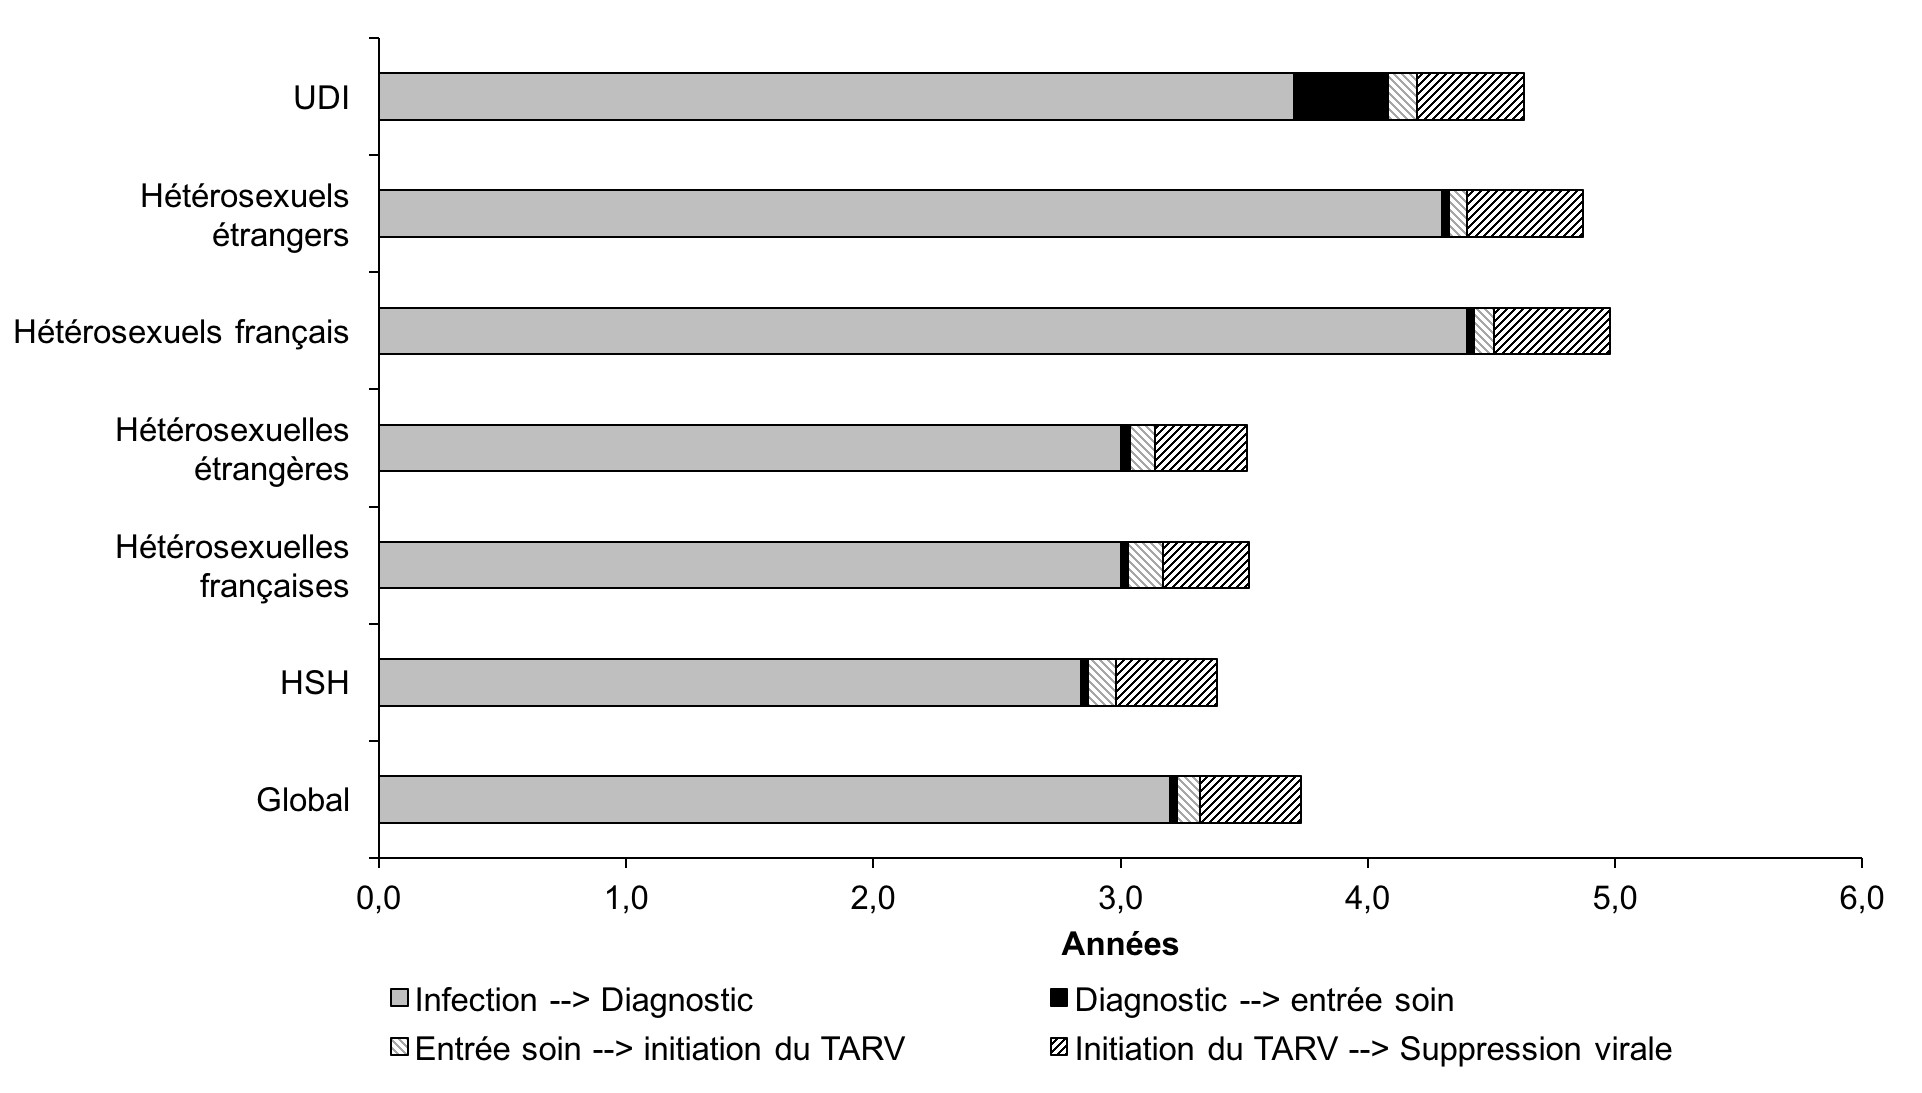 UDI
Hétérosexuels
étrangers
Hétérosexuels français
Hétérosexuelles
étrangères
Hétérosexuelles
françaises
HSH
Global
0,0 1,0 2,0 3,0 4,0 5,0 6,0
Années
Infection --> Diagnostic Diagnostic --> entrée soin
Entrée soin --> initiation du TARV Initiation du TARV --> Suppression virale